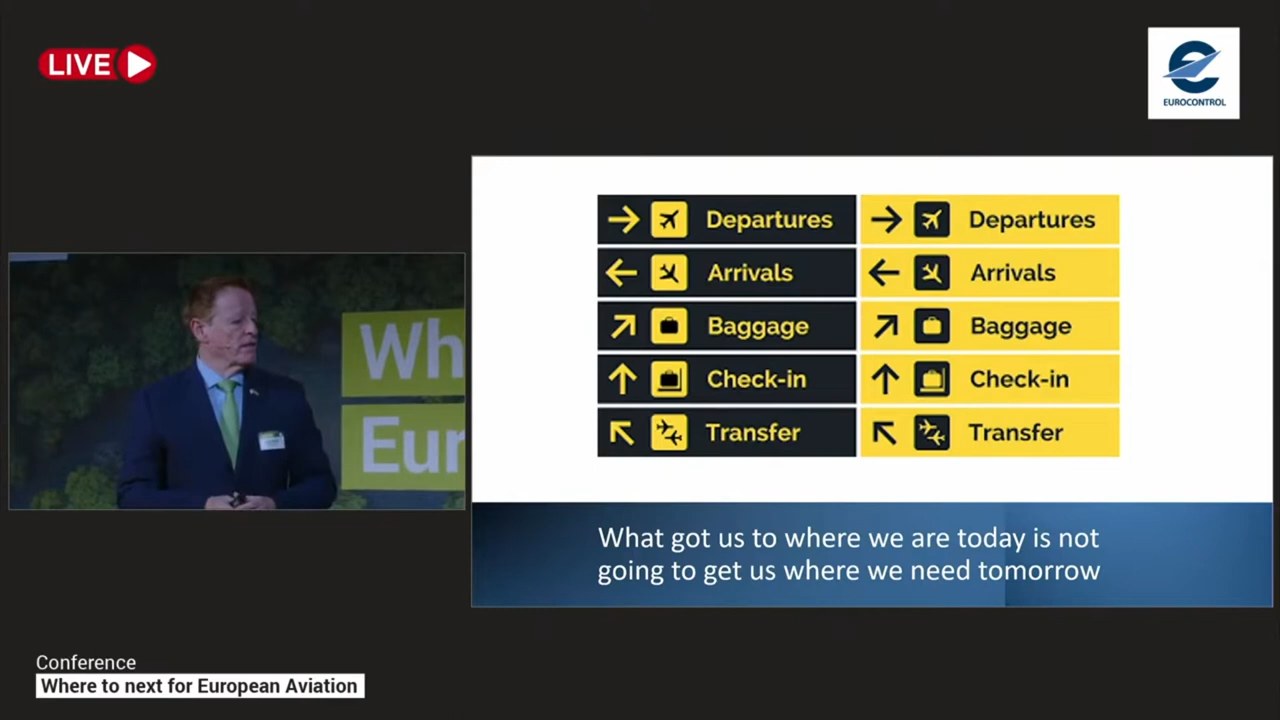 LIVE
EUROCONTROL
Departures
Departures
Arrivals
Arrivals
Baggage
Baggage
Check-in
Check-in
Transfer
Transfer
Wh
Eur
What got us to where we are today is not
going to get us where we need tomorrow
Conference
Where to next for European Aviation